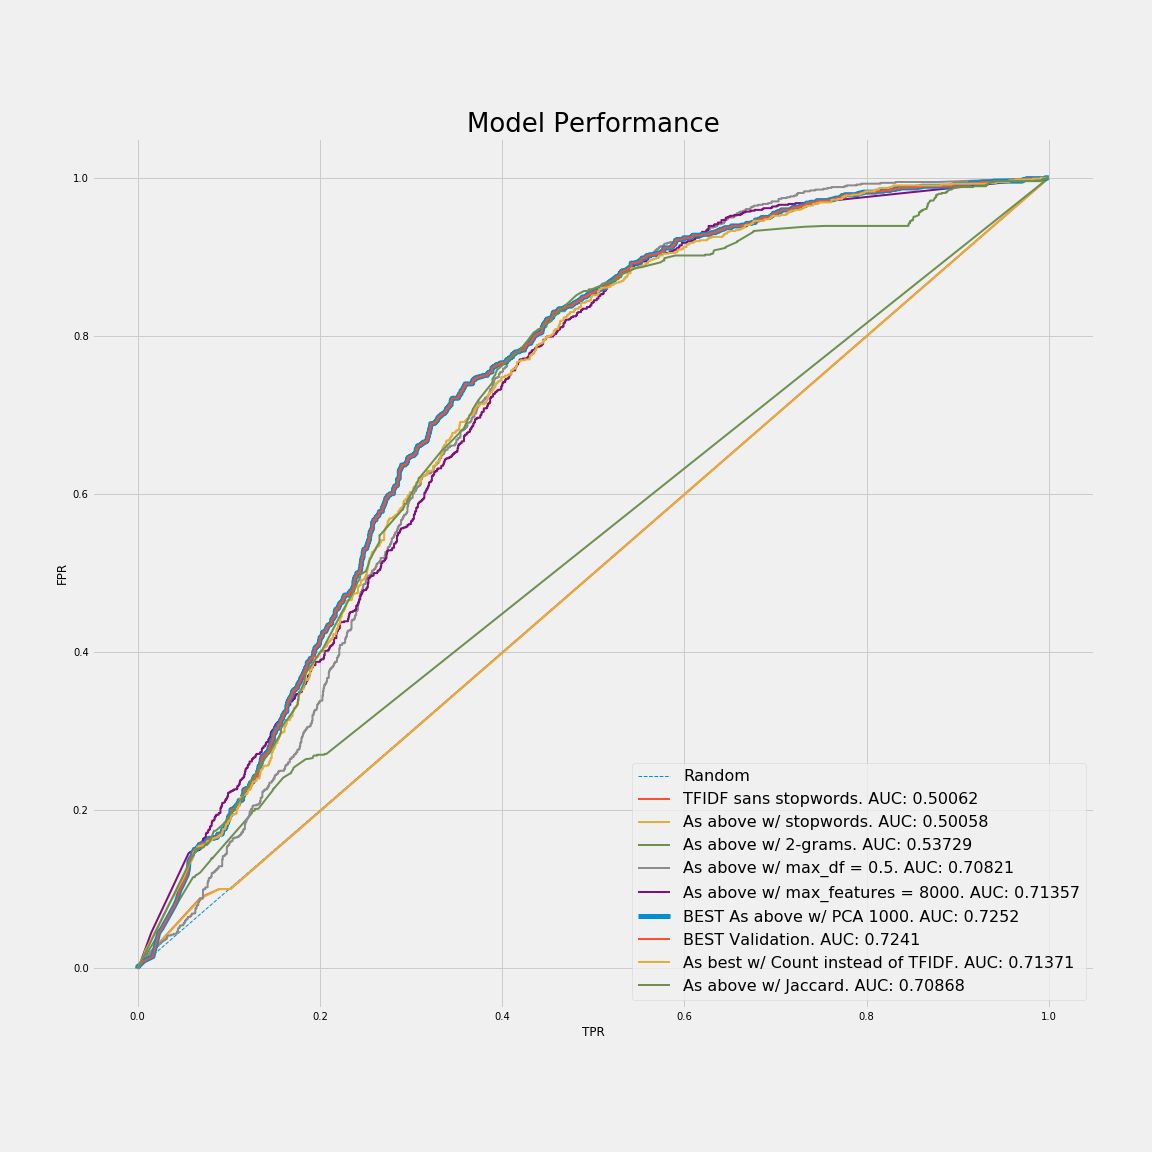 Model Performance
1.0
0.8
0.6
0.4
0.2
0.0
FPR
0.0
0.2
0.4
0.6
0.8
1.0
TPR
Random
TFIDF sans stopwords. AUC: 0.50062
As above w/ stopwords. AUC: 0.50058
As above w/ 2-grams. AUC: 0.53729
As above w/ max_df = 0.5. AUC: 0.70821
As above w/ max_features = 8000. AUC: 0.71357
BEST As above w/ PCA 1000. AUC: 0.7252
BEST Validation. AUC: 0.7241
As best w/ Count instead of TFIDF. AUC: 0.71371
As above w/ Jaccard. AUC: 0.70868